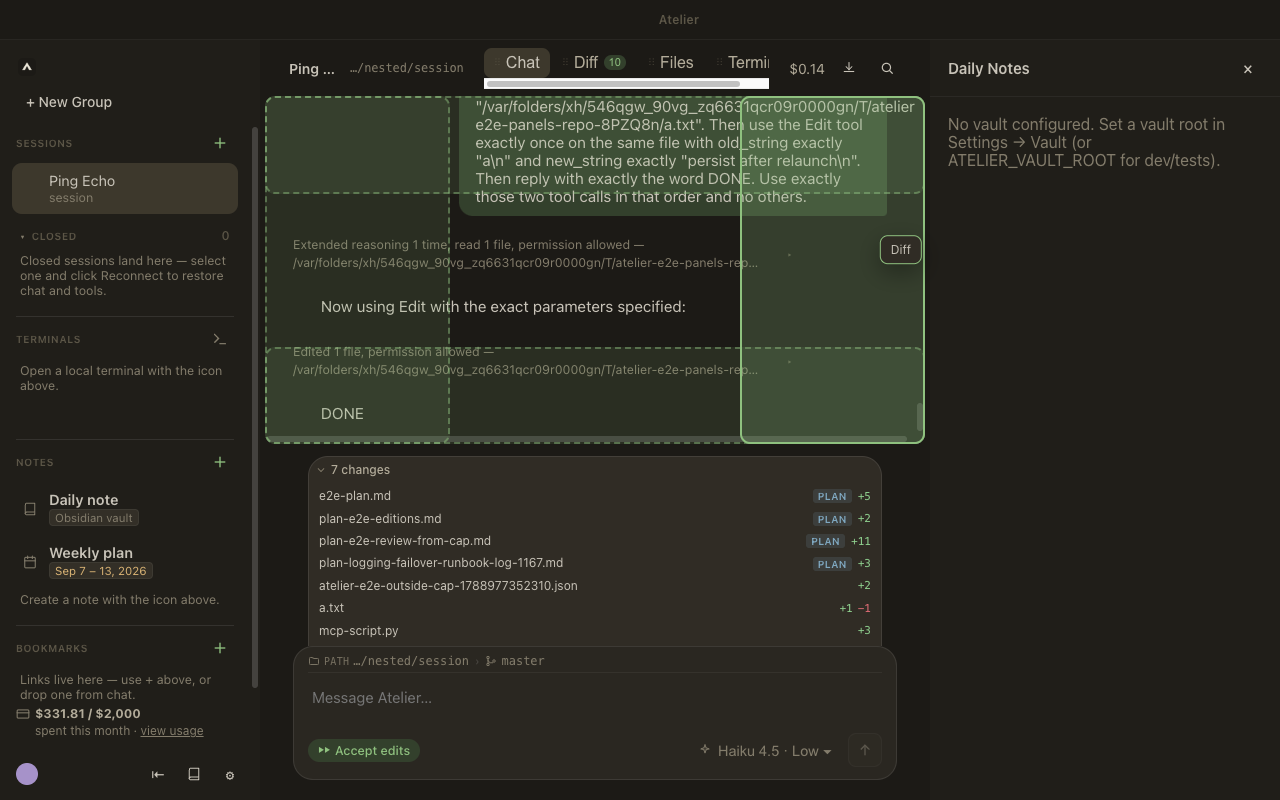 Atelier
+ New Group
SESSIONS
Ping Echo
session
CLOSED 0
Closed sessions land here — select
one and click Reconnect to restore
chat and tools.
TERMINALS
Open a local terminal with the icon
above.
NOTES
Daily note
Obsidian vault
Weekly plan
Sep 7 – 13, 2026
Create a note with the icon above.
BOOKMARKS
Links live here — use + above, or
drop one from chat.
$331.81 / $2,000
spent this month · view usage
Ping ... …/nested/session
Chat
Diff 10
Files
Termi
$0.14
"/var/folders/xh/546qgw_90vg_zq6631qcr09r0000gn/T/atelier
e2e-panels-repo-8PZQ8n/a.txt". Then use the Edit tool
exactly once on the same file with old_string exactly
"a\n" and new_string exactly "persist after relaunch\n".
Then reply with exactly the word DONE. Use exactly
those two tool calls in that order and no others.
Extended reasoning 1 time, read 1 file, permission allowed —
/var/folders/xh/546qgw_90vg_zq6631qcr09r0000gn/T/atelier-e2e-panels-rep...
Diff
Now using Edit with the exact parameters specified:
Edited 1 file, permission allowed —
/var/folders/xh/546qgw_90vg_zq6631qcr09r0000gn/T/atelier-e2e-panels-rep...
DONE
7 changes
e2e-plan.md PLAN +5
plan-e2e-editions.md PLAN +2
plan-e2e-review-from-cap.md PLAN +11
plan-logging-failover-runbook-log-1167.md PLAN +3
atelier-e2e-outside-cap-1788977352310.json +2
a.txt +1 −1
mcp-script.py +3
PATH …/nested/session › master
Message Atelier...
Accept edits
Haiku 4.5 · Low
Daily Notes
No vault configured. Set a vault root in
Settings → Vault (or
ATELIER_VAULT_ROOT for dev/tests).